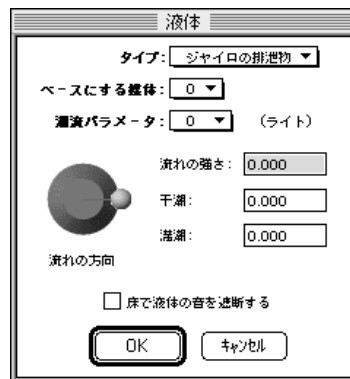 液体
タイプ: ジャイロの排泄物
ベースにする媒体: 0
潮流パラメータ: 0 (ライト)
流れの強さ: 0.000
干潮: 0.000
満潮: 0.000
流れの方向
床で液体の音を遮断する
OK キャンセル